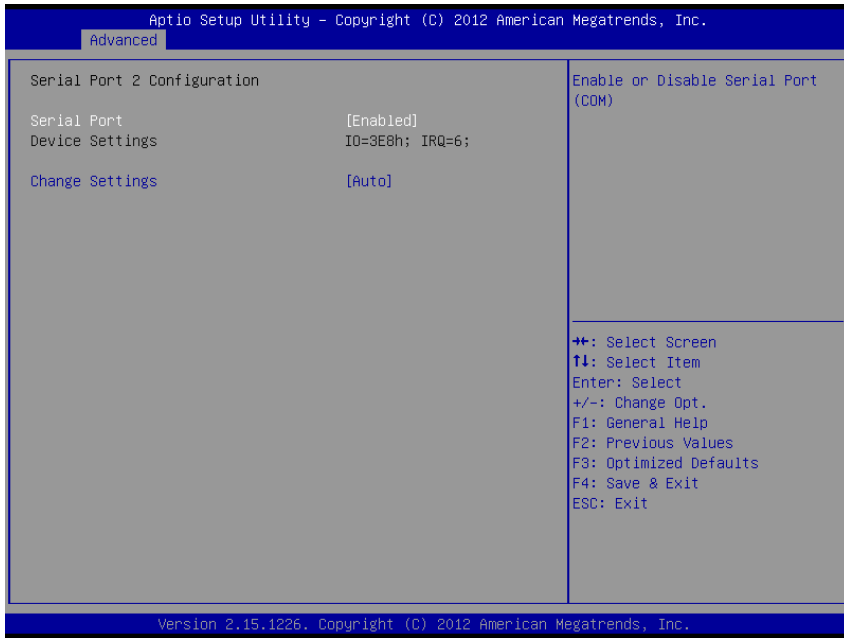 Aptio Setup Utility – Copyright (C) 2012 American Megatrends, Inc.
Advanced
Serial Port 2 Configuration
Serial Port [Enabled]
Device Settings IO=3E8h; IRQ=6;
Change Settings [Auto]
Enable or Disable Serial Port
(COM)
→←: Select Screen
↑↓: Select Item
Enter: Select
+/-: Change Opt.
F1: General Help
F2: Previous Values
F3: Optimized Defaults
F4: Save & Exit
ESC: Exit
Version 2.15.1226. Copyright (C) 2012 American Megatrends, Inc.